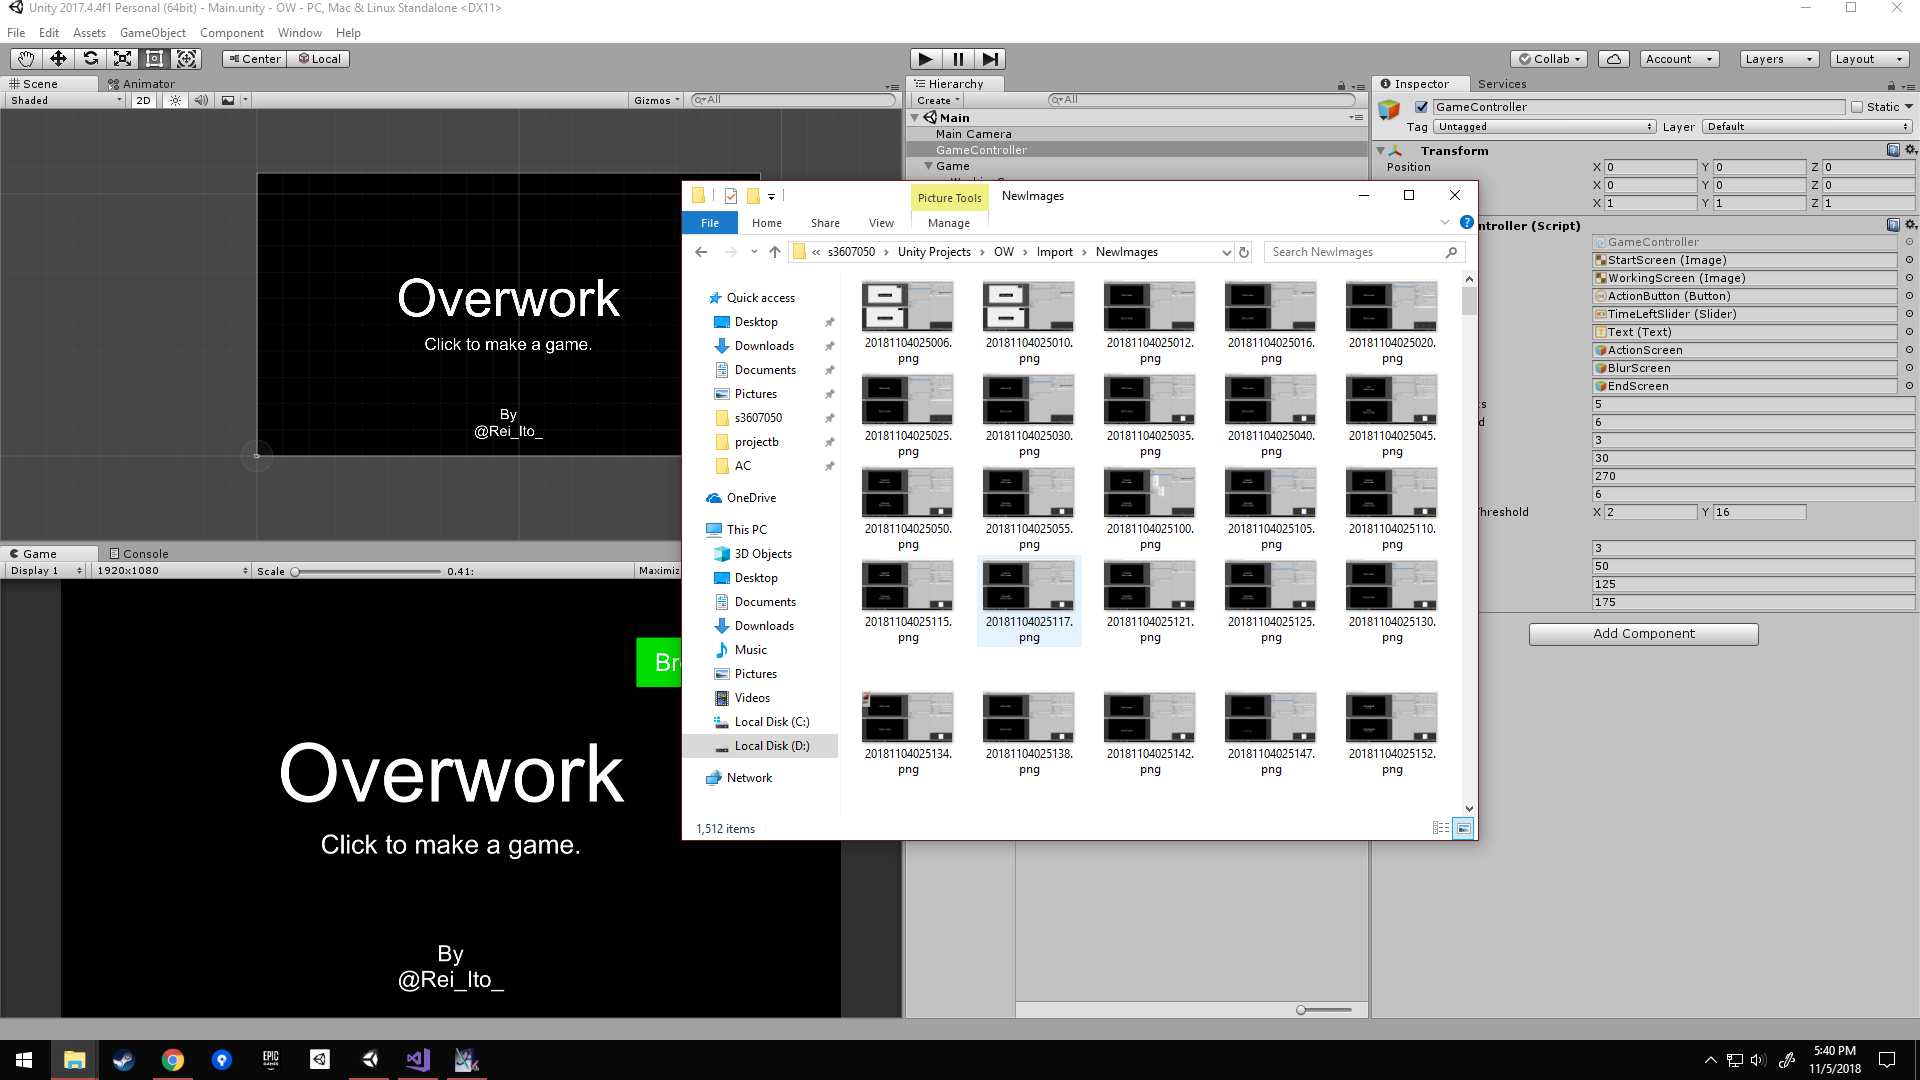 Unity 2017.4.4f1 Personal (64bit) - Main.unity - OW - PC, Mac & Linux Standalone <DX11>
File Edit Assets GameObject Component Window Help
Center Local
Collab Account Layers Layout
Scene Animator
Shaded 2D Gizmos All
Overwork
Click to make a game.
By
@Rei_Ito_
Game Console
Display 1 1920x1080 Scale 0.41: Maximiz
Overwork
Click to make a game.
By
@Rei_Ito_
Hierarchy
Create All
Main
Main Camera
GameController
Game
Inspector Services
GameController Static
Tag Untagged Layer Default
Transform
Position X 0 Y 0 Z 0
X 0 Y 0 Z 0
X 1 Y 1 Z 1
ntroller (Script)
GameController
StartScreen (Image)
WorkingScreen (Image)
ActionButton (Button)
TimeLeftSlider (Slider)
Text (Text)
ActionScreen
BlurScreen
EndScreen
5
6
3
30
270
6
hreshold X 2 Y 16
3
50
125
175
Add Component
Picture Tools NewImages
File Home Share View Manage
« s3607050 › Unity Projects › OW › Import › NewImages Search NewImages
Quick access
Desktop
Downloads
Documents
Pictures
s3607050
projectb
AC
OneDrive
This PC
3D Objects
Desktop
Documents
Downloads
Music
Pictures
Videos
Local Disk (C:)
Local Disk (D:)
Network
20181104025006.png 20181104025010.png 20181104025012.png 20181104025016.png 20181104025020.png
20181104025025.png 20181104025030.png 20181104025035.png 20181104025040.png 20181104025045.png
20181104025050.png 20181104025055.png 20181104025100.png 20181104025105.png 20181104025110.png
20181104025115.png 20181104025117.png 20181104025121.png 20181104025125.png 20181104025130.png
20181104025134.png 20181104025138.png 20181104025142.png 20181104025147.png 20181104025152.png
1,512 items
EPIC GAMES
5:40 PM
11/5/2018